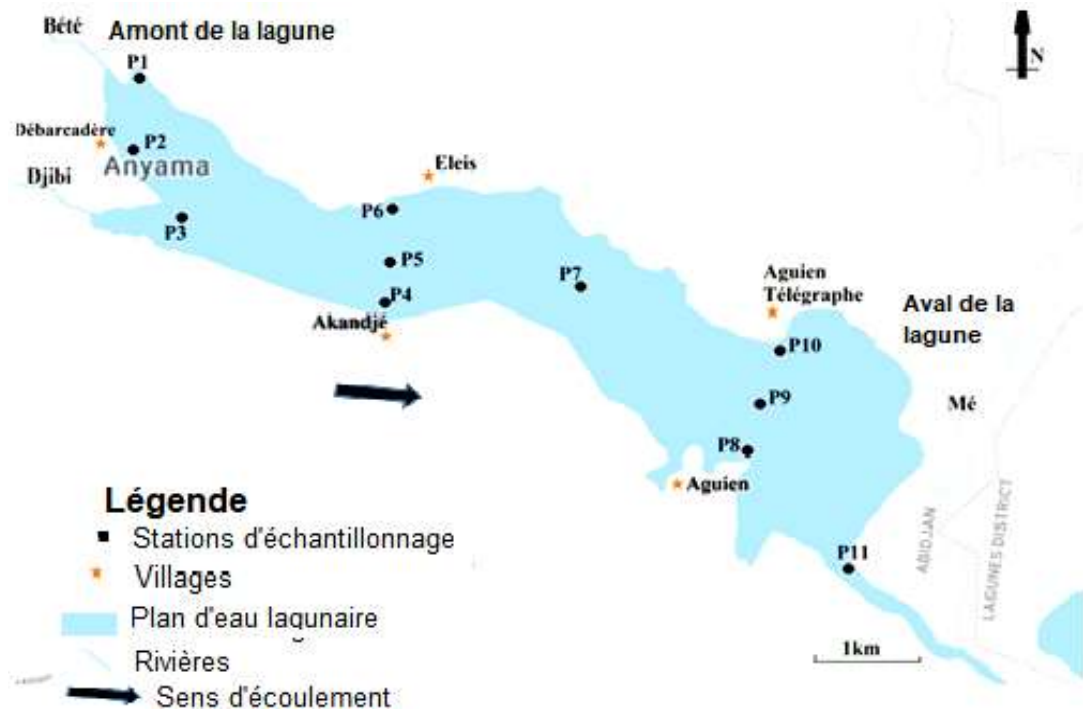 Bété
Amont de la lagune
P1
N
Débarcadère
P2
Anyama
Eleis
Djibi
P6
P3
P5
P7
Aguien
Télégraphe
P4
Akandjé
Aval de la
lagune
P10
P9
Mé
P8
Aguien
Légende
Stations d'échantillonnage
Villages
Plan d'eau lagunaire
Rivières
Sens d'écoulement
P11
ABIDJAN
LAGUNES DISTRICT
1km